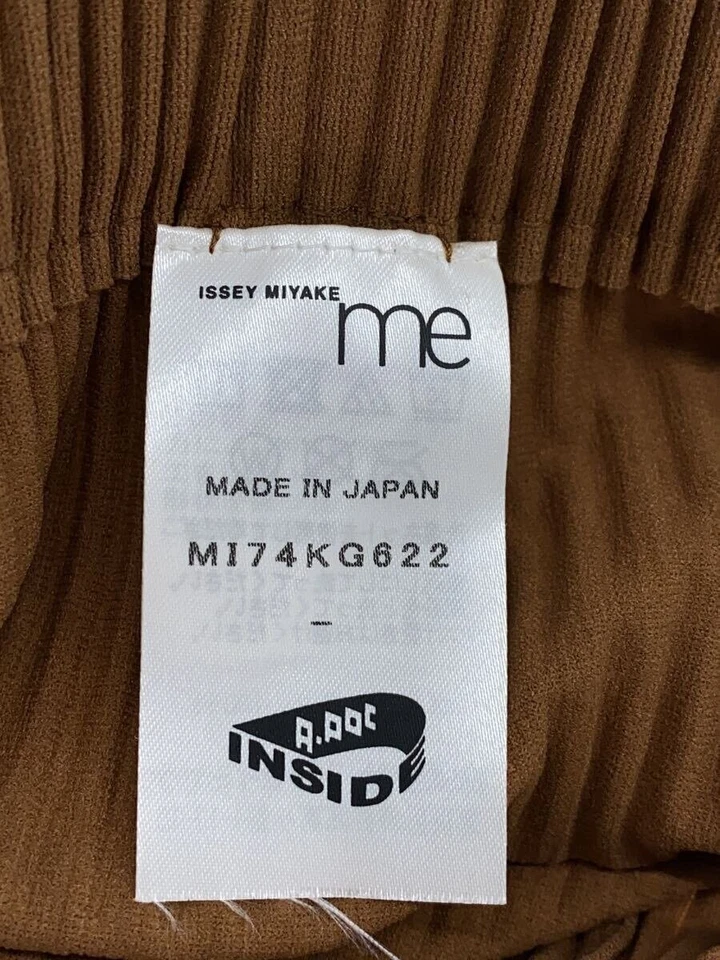 ISSEY MIYAKE
me
MADE IN JAPAN
MI74KG622
–
A.POC
INSIDE